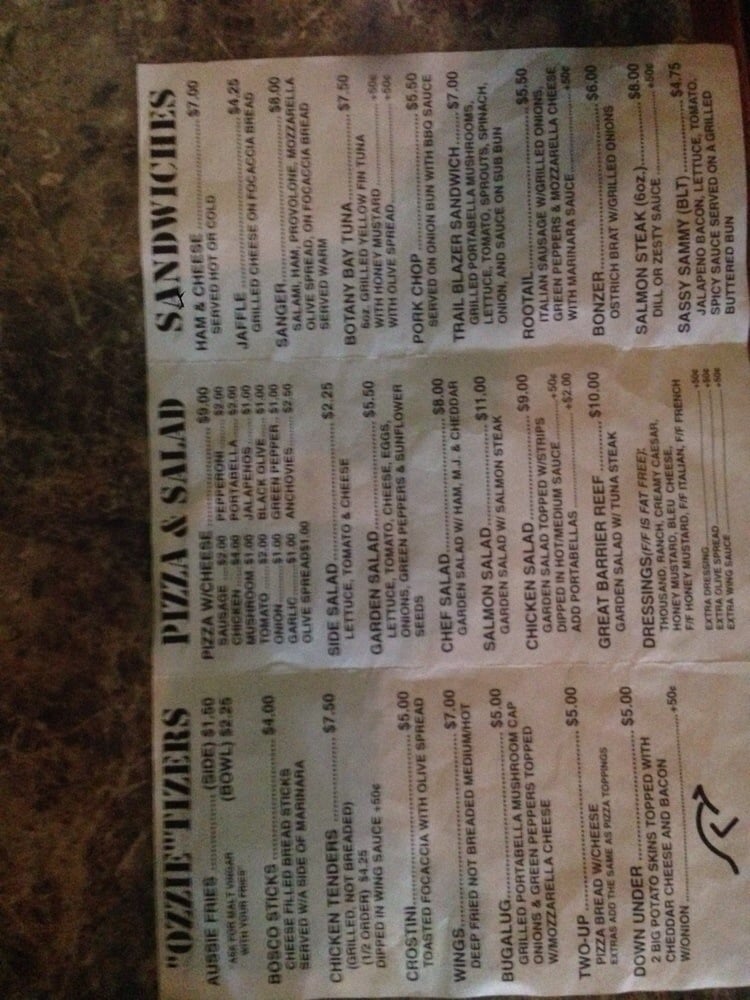 "OZZIE"TIZERS
AUSSIE FRIES ....................(SIDE) $1.50
(BOWL) $2.25
"ASK FOR MALT VINGAR
WITH YOUR FRIES"
BOSCO STICKS ........................ $4.00
CHEESE FILLED BREAD STICKS
SERVED W/A SIDE OF MARINARA
CHICKEN TENDERS ..................... $7.50
(GRILLED, NOT BREADED)
(1/2 ORDER) $4.25
DIPPED IN WING SAUCE +50¢
CROSTINI................................ $5.00
TOASTED FOCACCIA WITH OLIVE SPREAD
WINGS................................... $7.00
DEEP FRIED NOT BREADED MEDIUM/HOT
BUGALUG................................ $5.00
GRILLED PORTABELLA MUSHROOM CAP
ONIONS & GREEN PEPPERS TOPPED
W/MOZZARELLA CHEESE
TWO-UP................................ $5.00
PIZZA BREAD W/CHEESE
EXTRAS ADD THE SAME AS PIZZA TOPPINGS
DOWN UNDER ........................ $5.00
2 BIG POTATO SKINS TOPPED WITH
CHEDDAR CHEESE AND BACON
W/ONION....................................+50¢
PIZZA & SALAD
PIZZA W/CHEESE ........................ $9.00
SAUSAGE .... $2.00 PEPPERONI ..... $2.00
CHICKEN ..... $4.00 PORTABELLA .... $2.00
MUSHROOM $1.00 JALAPENOS ..... $1.00
TOMATO ...... $2.00 BLACK OLIVE .... $1.00
ONION ........ $1.00 GREEN PEPPER .. $1.00
GARLIC ....... $1.00 ANCHOVIES ....... $2.50
OLIVE SPREAD$1.00
SIDE SALAD ............................ $2.25
LETTUCE, TOMATO & CHEESE
GARDEN SALAD........................ $5.50
LETTUCE, TOMATO, CHEESE, EGGS,
ONIONS, GREEN PEPPERS & SUNFLOWER
SEEDS
CHEF SALAD............................ $8.00
GARDEN SALAD W/ HAM, M.J. & CHEDDAR
SALMON SALAD........................ $11.00
GARDEN SALAD W/ SALMON STEAK
CHICKEN SALAD........................ $9.00
GARDEN SALAD TOPPED W/STRIPS
DIPPED IN HOT/MEDIUM SAUCE .....+50¢
ADD PORTABELLAS ........................+$2.00
GREAT BARRIER REEF ............... $10.00
GARDEN SALAD W/ TUNA STEAK
DRESSINGS(F/F IS FAT FREE):
THOUSAND, RANCH, CREAMY CAESAR,
HONEY MUSTARD, BLEU CHEESE,
F/F HONEY MUSTARD, F/F ITALIAN, F/F FRENCH
EXTRA DRESSING ........................+50¢
EXTRA OLIVE SPREAD ....................+50¢
EXTRA WING SAUCE ......................+50¢
SANDWICHES
HAM & CHEESE ........................ $7.00
SERVED HOT OR COLD
JAFFLE ................................ $4.25
GRILLED CHEESE ON FOCACCIA BREAD
SANGER................................ $8.00
SALAMI, HAM, PROVOLONE, MOZZARELLA
OLIVE SPREAD, ON FOCACCIA BREAD
SERVED WARM
BOTANY BAY TUNA..................... $7.50
6oz. GRILLED YELLOW FIN TUNA
WITH HONEY MUSTARD ....................+50¢
WITH OLIVE SPREAD......................+50¢
PORK CHOP ............................ $5.50
SERVED ON ONION BUN WITH BBQ SAUCE
TRAIL BLAZER SANDWICH .......... $7.00
GRILLED PORTABELLA MUSHROOMS,
LETTUCE, TOMATO, SPROUTS, SPINACH,
ONION, AND SAUCE ON SUB BUN
ROOTAIL................................ $5.50
ITALIAN SAUSAGE W/GRILLED ONIONS,
GREEN PEPPERS & MOZZARELLA CHEESE
WITH MARINARA SAUCE....................+50¢
BONZER................................ $6.00
OSTRICH BRAT W/GRILLED ONIONS
SALMON STEAK (6oz.)............... $8.00
DILL OR ZESTY SAUCE ....................+50¢
SASSY SAMMY (BLT)................. $4.75
JALAPENO BACON, LETTUCE, TOMATO,
SPICY SAUCE SERVED ON A GRILLED
BUTTERED BUN